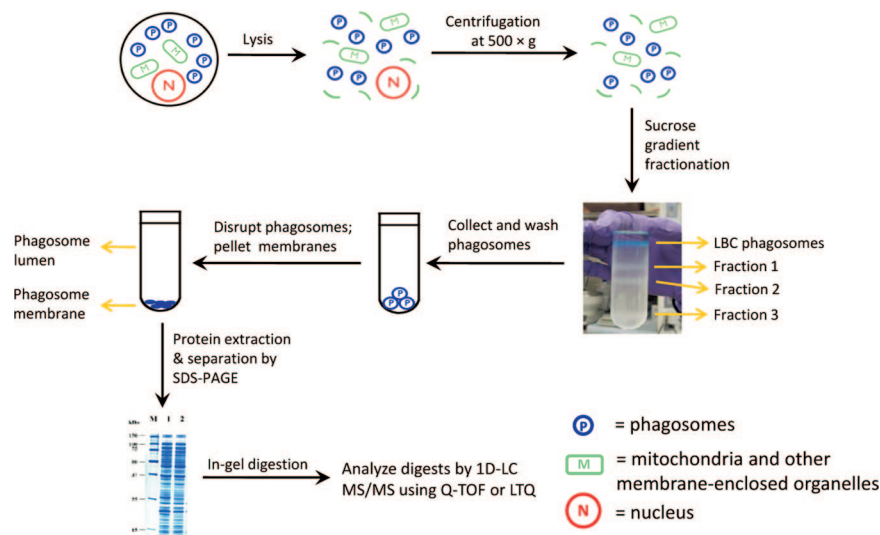 P P P P P P
M M
N
Lysis
P P P P P P
M M
N
Centrifugation
at 500 × g
P P P P P P
M M
Sucrose
gradient
fractionation
LBC phagosomes
Fraction 1
Fraction 2
Fraction 3
Collect and wash
phagosomes
P
P P
Disrupt phagosomes;
pellet membranes
Phagosome
lumen
Phagosome
membrane
Protein extraction
& separation by
SDS-PAGE
kDa M 1 2
In-gel digestion
Analyze digests by 1D-LC
MS/MS using Q-TOF or LTQ
P = phagosomes
M = mitochondria and other
membrane-enclosed organelles
N = nucleus